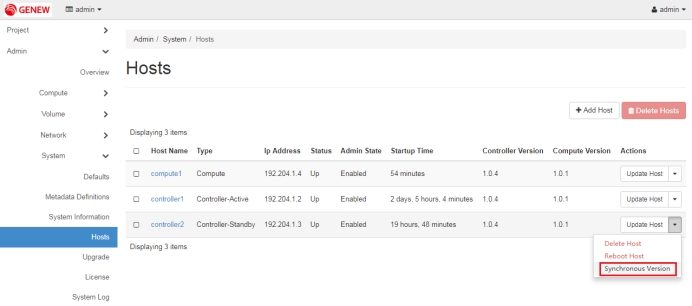 GENEW admin admin
Project
Admin
Overview
Compute
Volume
Network
System
Defaults
Metadata Definitions
System Information
Hosts
Upgrade
License
System Log
Admin / System / Hosts
Hosts
+ Add Host Delete Hosts
Displaying 3 items
Host Name Type Ip Address Status Admin State Startup Time Controller Version Compute Version Actions
compute1 Compute 192.204.1.4 Up Enabled 54 minutes 1.0.4 1.0.1 Update Host
controller1 Controller-Active 192.204.1.2 Up Enabled 2 days, 5 hours, 4 minutes 1.0.4 1.0.1 Update Host
controller2 Controller-Standby 192.204.1.3 Up Enabled 19 hours, 48 minutes 1.0.4 1.0.1 Update Host
Displaying 3 items
Delete Host
Reboot Host
Synchronous Version